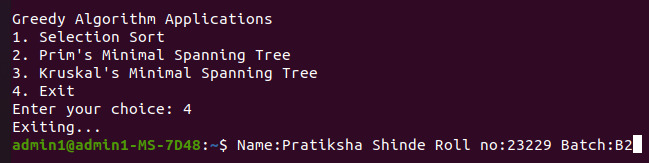 Greedy Algorithm Applications
1. Selection Sort
2. Prim's Minimal Spanning Tree
3. Kruskal's Minimal Spanning Tree
4. Exit
Enter your choice: 4
Exiting...
admin1@admin1-MS-7D48:~$ Name:Pratiksha Shinde Roll no:23229 Batch:B2